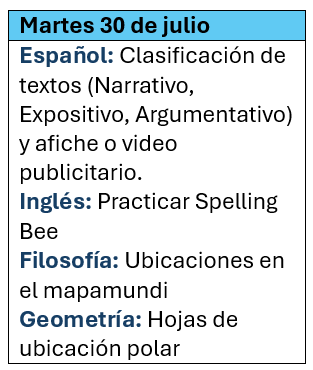 Martes 30 de julio
Español: Clasificación de
textos (Narrativo,
Expositivo, Argumentativo)
y afiche o video
publicitario.
Inglés: Practicar Spelling
Bee
Filosofía: Ubicaciones en
el mapamundi
Geometría: Hojas de
ubicación polar